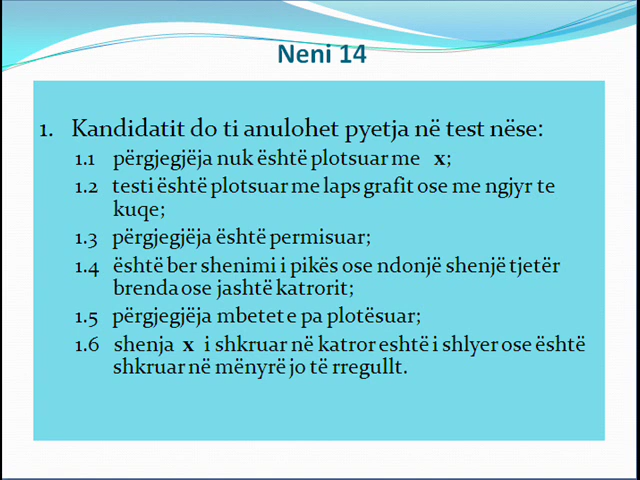 Neni 14
1. Kandidatit do ti anulohet pyetja në test nëse:
1.1 përgjegjëja nuk është plotsuar me x;
1.2 testi është plotsuar me laps grafit ose me ngjyr te
kuqe;
1.3 përgjegjëja është permisuar;
1.4 është ber shenimi i pikës ose ndonjë shenjë tjetër
brenda ose jashtë katrorit;
1.5 përgjegjëja mbetet e pa plotësuar;
1.6 shenja x i shkruar në katror eshtë i shlyer ose është
shkruar në mënyrë jo të rregullt.